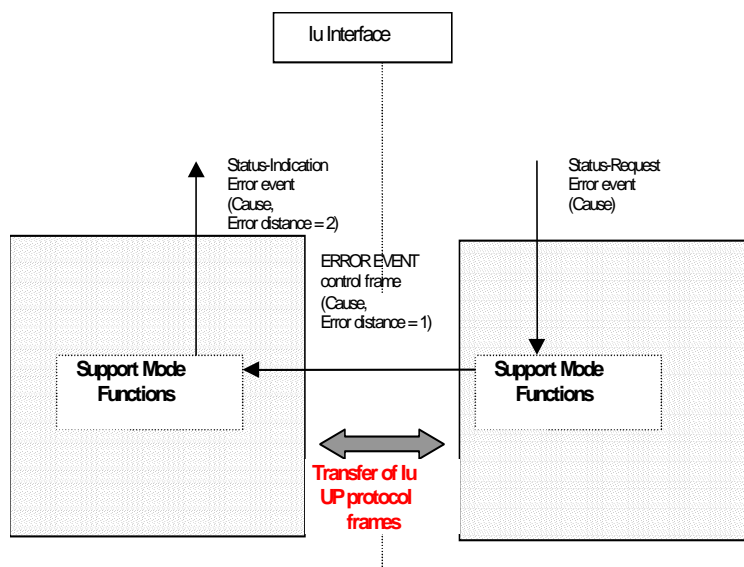 Iu Interface
Status-Indication
Error event
(Cause,
Error distance = 2)
Status-Request
Error event
(Cause)
ERROR EVENT
control frame
(Cause,
Error distance = 1)
Support Mode
Functions
Support Mode
Functions
Transfer of Iu
UP protocol
frames